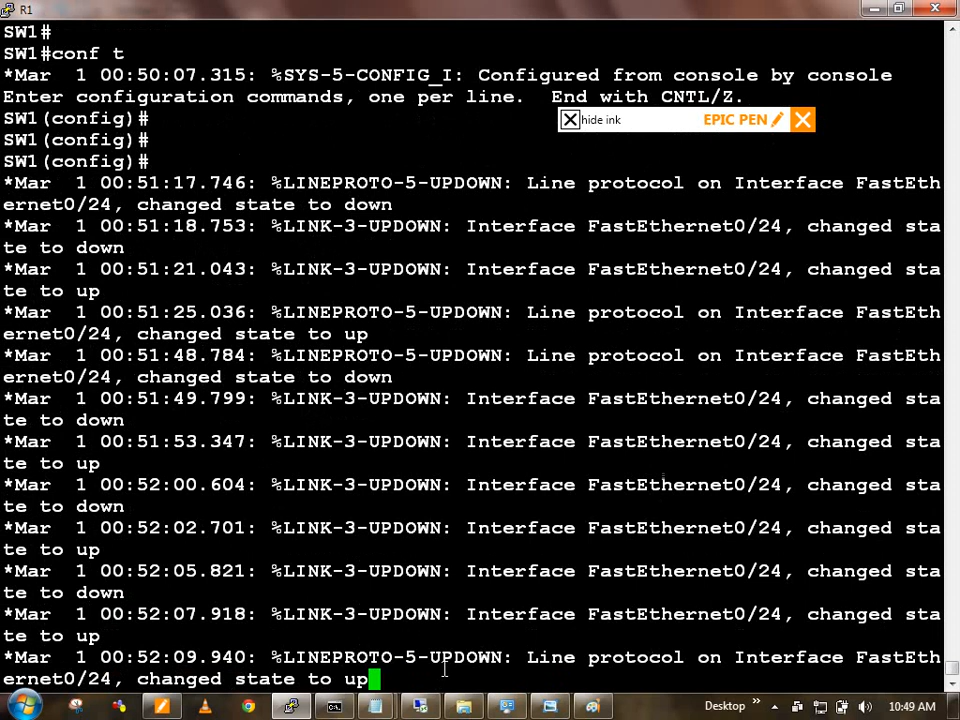 R1
SW1#
SW1#conf t
*Mar  1 00:50:07.315: %SYS-5-CONFIG_I: Configured from console by console
Enter configuration commands, one per line.  End with CNTL/Z.
SW1(config)#
hide ink EPIC PEN
SW1(config)#
SW1(config)#
*Mar  1 00:51:17.746: %LINEPROTO-5-UPDOWN: Line protocol on Interface FastEth
ernet0/24, changed state to down
*Mar  1 00:51:18.753: %LINK-3-UPDOWN: Interface FastEthernet0/24, changed sta
te to down
*Mar  1 00:51:21.043: %LINK-3-UPDOWN: Interface FastEthernet0/24, changed sta
te to up
*Mar  1 00:51:25.036: %LINEPROTO-5-UPDOWN: Line protocol on Interface FastEth
ernet0/24, changed state to up
*Mar  1 00:51:48.784: %LINEPROTO-5-UPDOWN: Line protocol on Interface FastEth
ernet0/24, changed state to down
*Mar  1 00:51:49.799: %LINK-3-UPDOWN: Interface FastEthernet0/24, changed sta
te to down
*Mar  1 00:51:53.347: %LINK-3-UPDOWN: Interface FastEthernet0/24, changed sta
te to up
*Mar  1 00:52:00.604: %LINK-3-UPDOWN: Interface FastEthernet0/24, changed sta
te to down
*Mar  1 00:52:02.701: %LINK-3-UPDOWN: Interface FastEthernet0/24, changed sta
te to up
*Mar  1 00:52:05.821: %LINK-3-UPDOWN: Interface FastEthernet0/24, changed sta
te to down
*Mar  1 00:52:07.918: %LINK-3-UPDOWN: Interface FastEthernet0/24, changed sta
te to up
*Mar  1 00:52:09.940: %LINEPROTO-5-UPDOWN: Line protocol on Interface FastEth
ernet0/24, changed state to up
Desktop » 10:49 AM